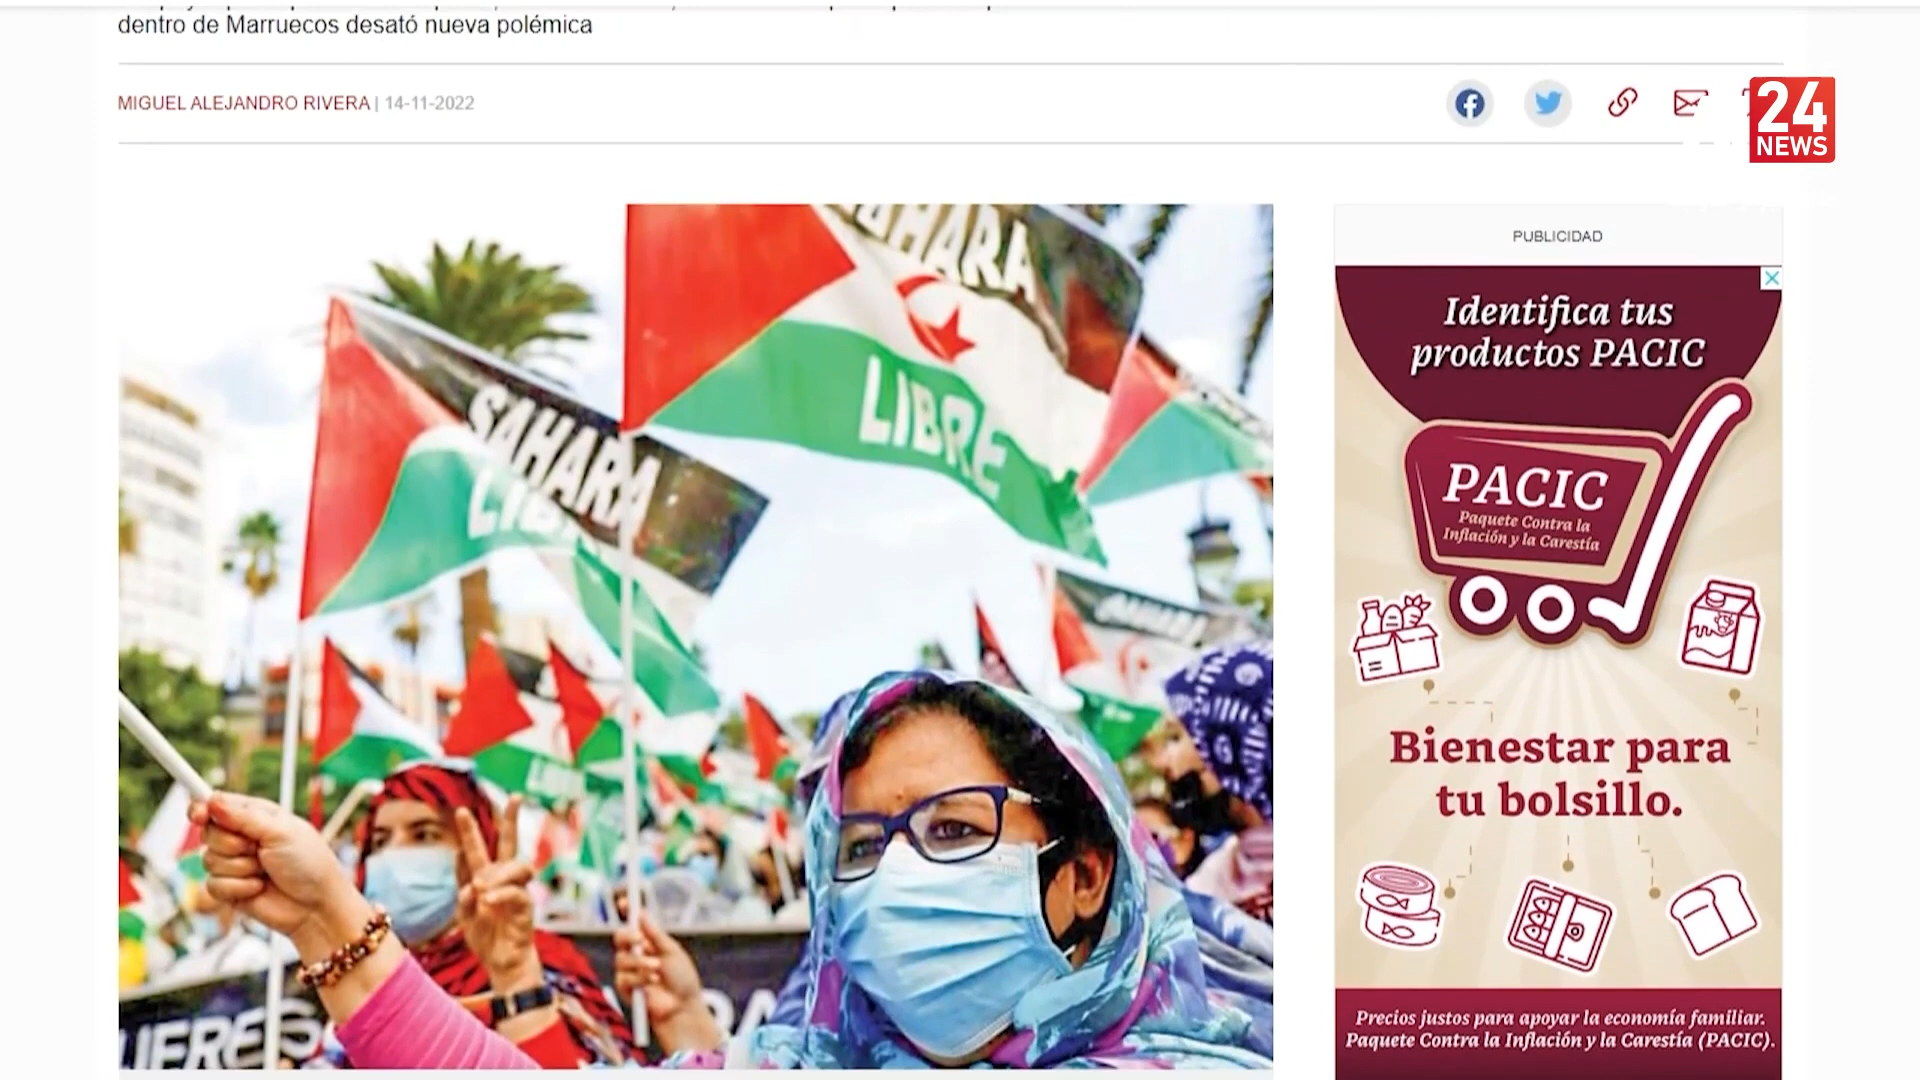 dentro de Marruecos desató nueva polémica
MIGUEL ALEJANDRO RIVERA | 14-11-2022
24
NEWS
PUBLICIDAD
Identifica tus
productos PACIC
SAHARA
LIBRE
SAHARA
PACIC
Paquete Contra la
Inflación y la Carestía
Bienestar para
tu bolsillo.
Precios justos para apoyar la economía familiar.
Paquete Contra la Inflación y la Carestía (PACIC).